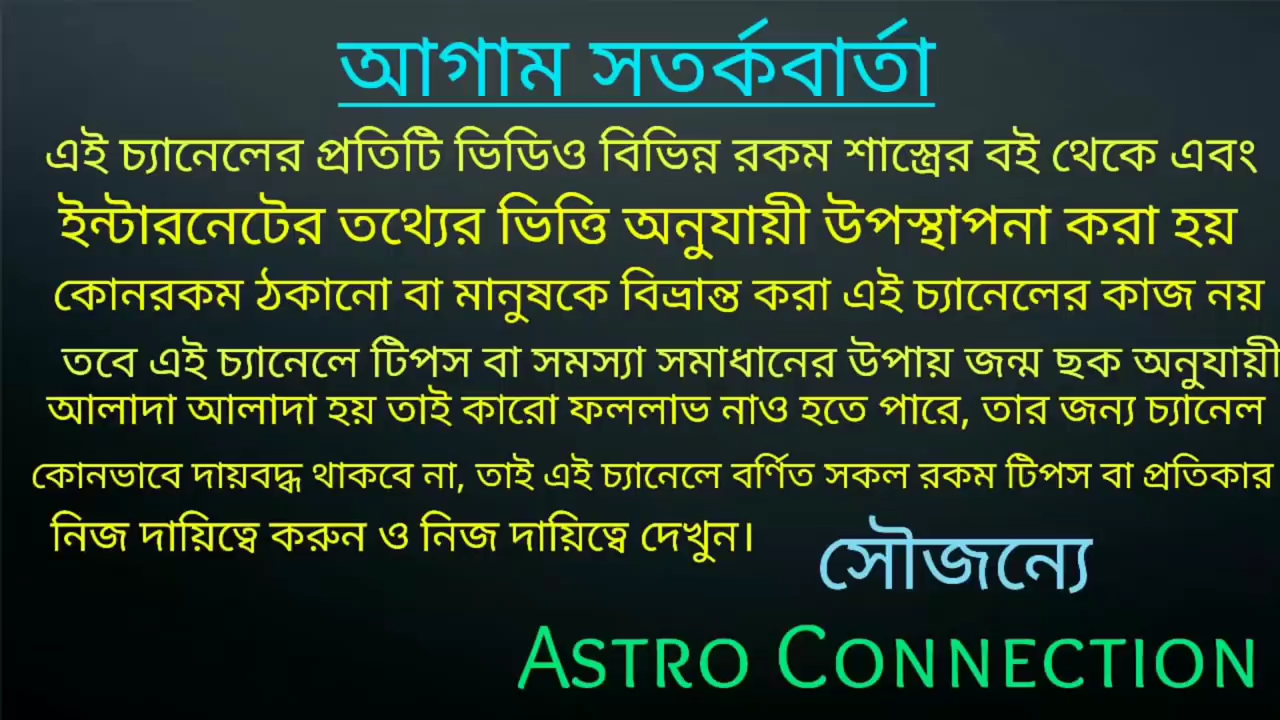 আগাম সতর্কবার্তা
এই চ্যানেলের প্রতিটি ভিডিও বিভিন্ন রকম শাস্ত্রের বই থেকে এবং
ইন্টারনেটের তথ্যের ভিত্তি অনুযায়ী উপস্থাপনা করা হয়
কোনরকম ঠকানো বা মানুষকে বিভ্রান্ত করা এই চ্যানেলের কাজ নয়
তবে এই চ্যানেলে টিপস বা সমস্যা সমাধানের উপায় জন্ম ছক অনুযায়ী
আলাদা আলাদা হয় তাই কারো ফললাভ নাও হতে পারে, তার জন্য চ্যানেল
কোনভাবে দায়বদ্ধ থাকবে না, তাই এই চ্যানেলে বর্ণিত সকল রকম টিপস বা প্রতিকার
নিজ দায়িত্বে করুন ও নিজ দায়িত্বে দেখুন।
সৌজন্যে
ASTRO CONNECTION